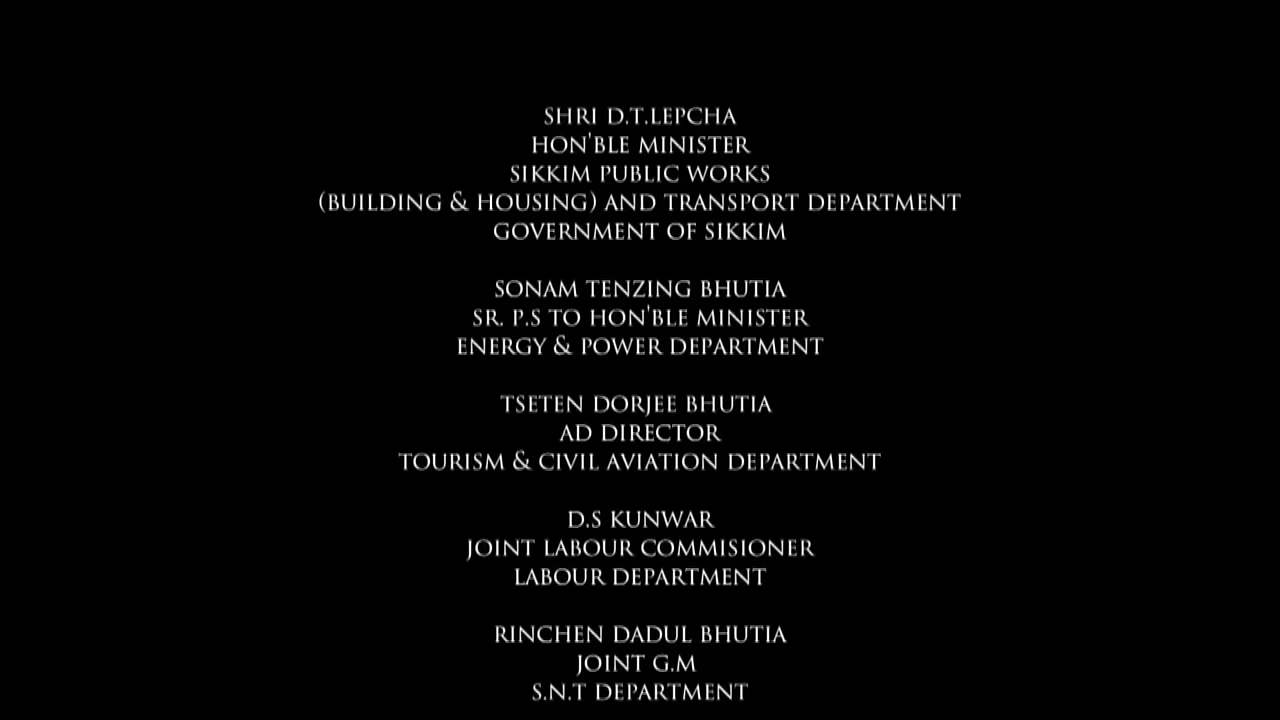 SHRI D.T.LEPCHA
HON'BLE MINISTER
SIKKIM PUBLIC WORKS
(BUILDING & HOUSING) AND TRANSPORT DEPARTMENT
GOVERNMENT OF SIKKIM
SONAM TENZING BHUTIA
SR. P.S TO HON'BLE MINISTER
ENERGY & POWER DEPARTMENT
TSETEN DORJEE BHUTIA
AD DIRECTOR
TOURISM & CIVIL AVIATION DEPARTMENT
D.S KUNWAR
JOINT LABOUR COMMISIONER
LABOUR DEPARTMENT
RINCHEN DADUL BHUTIA
JOINT G.M
S.N.T DEPARTMENT